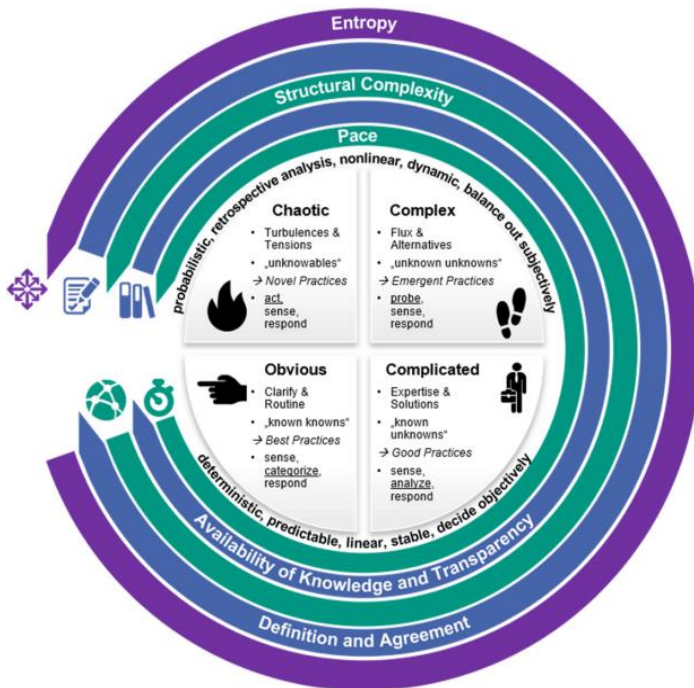 Entropy
Structural Complexity
Pace
probabilistic, retrospective analysis, nonlinear, dynamic, balance out subjectively
Chaotic
• Turbulences &
Tensions
• „unknowables“
→ Novel Practices
• act,
sense,
respond
Complex
• Flux &
Alternatives
• „unknown unknowns“
→ Emergent Practices
• probe,
sense,
respond
Obvious
• Clarify &
Routine
• „known knowns“
→ Best Practices
• sense,
categorize,
respond
Complicated
• Expertise &
Solutions
• „known
unknowns“
→ Good Practices
• sense,
analyze,
respond
deterministic, predictable, linear, stable, decide objectively
Availability of Knowledge and Transparency
Definition and Agreement